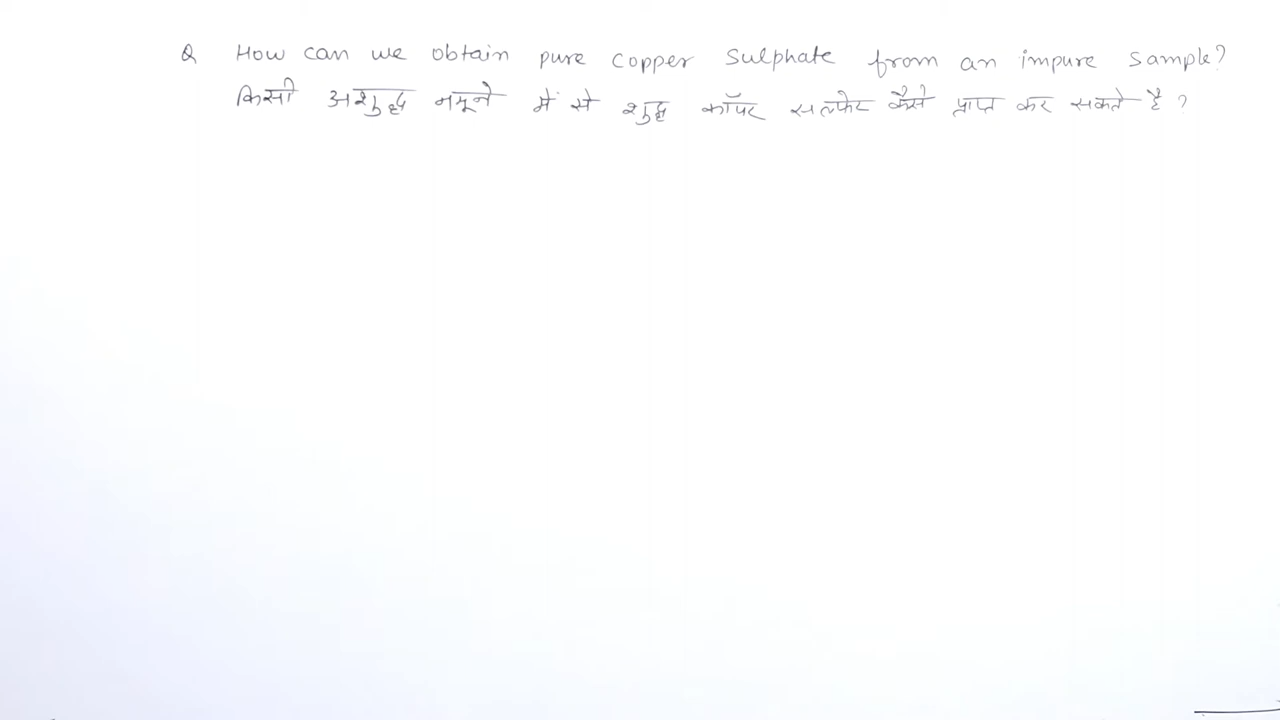 Q How can we obtain pure copper sulphate from an impure sample?
किसी अशुद्ध नमूने में से शुद्ध कॉपर सल्फेट कैसे प्राप्त कर सकते है ?